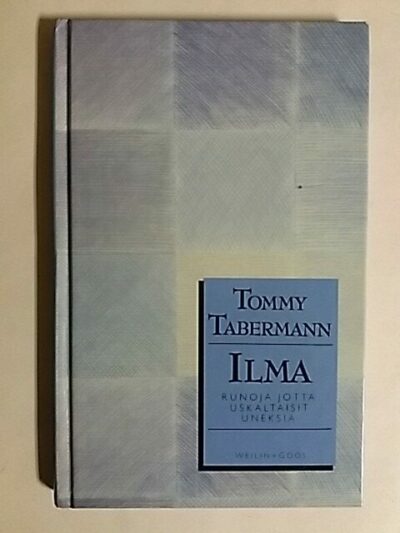 TOMMY
TABERMANN
ILMA
RUNOJA JOTTA
USKALTAISIT
UNEKSIA
WEILIN+GÖÖS